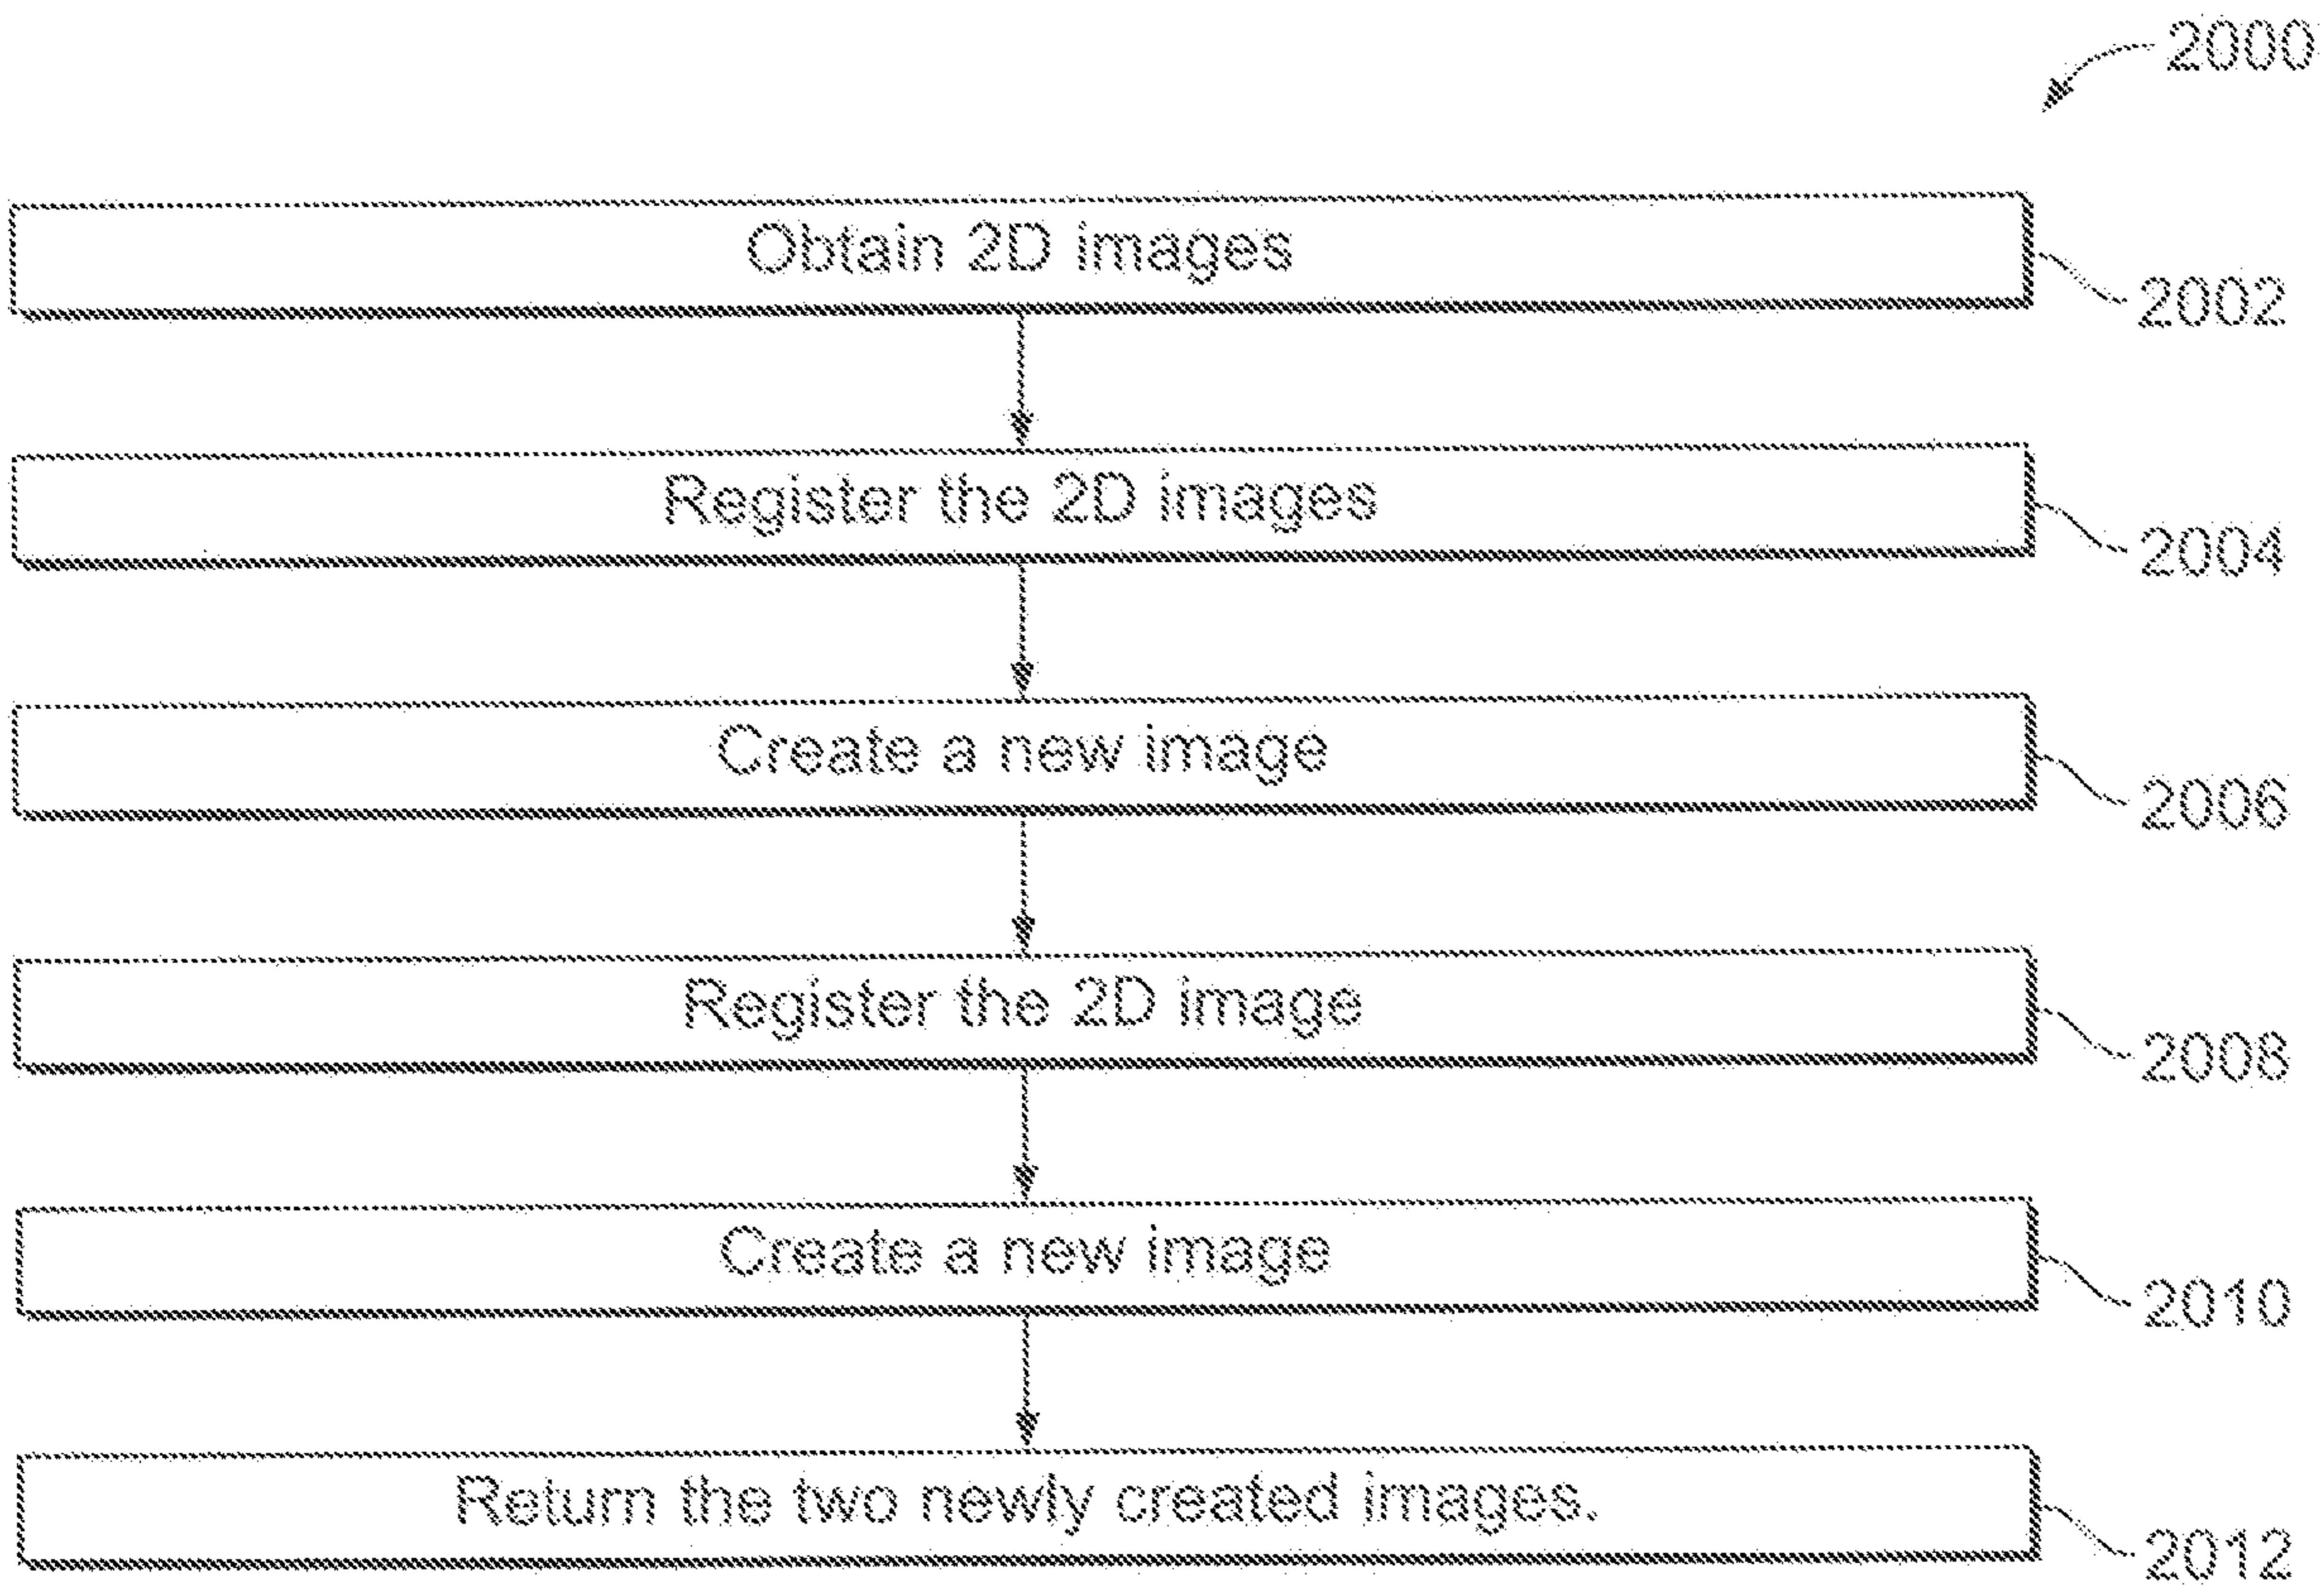 2000
Obtain 2D images
2002
Register the 2D images
2004
Create a new image
2006
Register the 2D image
2008
Create a new image
2010
Return the two newly created images.
2012